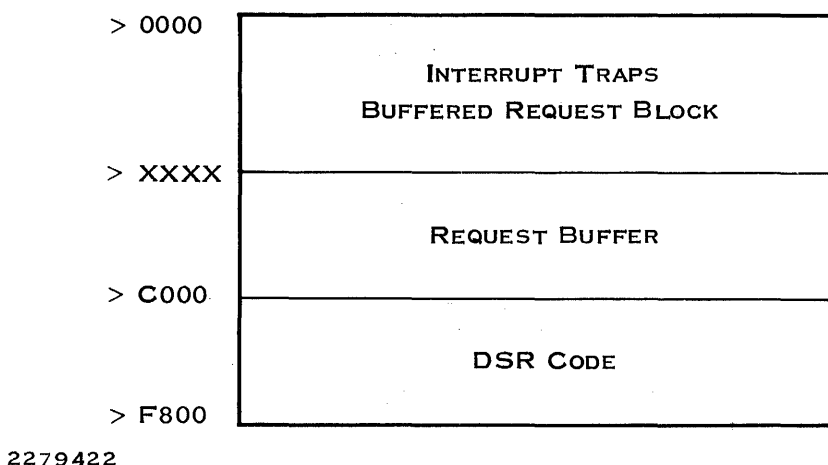 > 0000
INTERRUPT TRAPS
BUFFERED REQUEST BLOCK
> XXXX
REQUEST BUFFER
> C000
DSR CODE
> F800
2279422